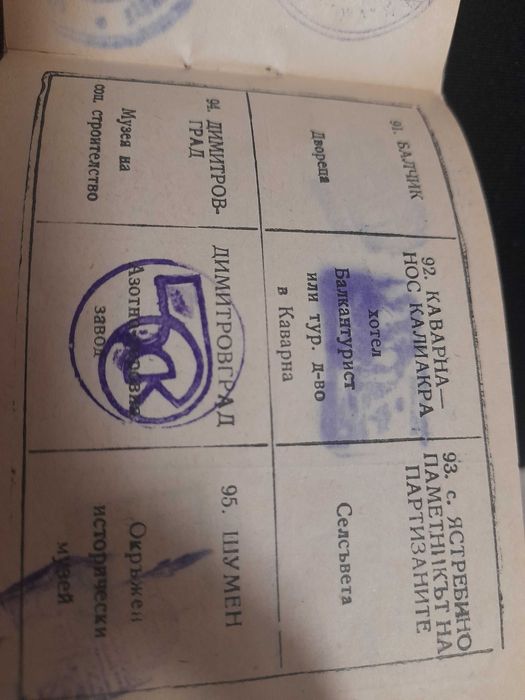 91. БАЛЧИК
Двореца
92. КАВАРНА—
НОС КАЛИАКРА
хотел
Балкантурист
или тур. д-во
в Каварна
93. с. ЯСТРЕБИНО
ПАМЕТНИКЪТ НА
ПАРТИЗАНИТЕ
Селсъвета
94. ДИМИТРОВ-
ГРАД
Музея на
соц. строителство
ДИМИТРОВГРАД
завод
95. ШУМЕН
Окръжен
исторически
музей